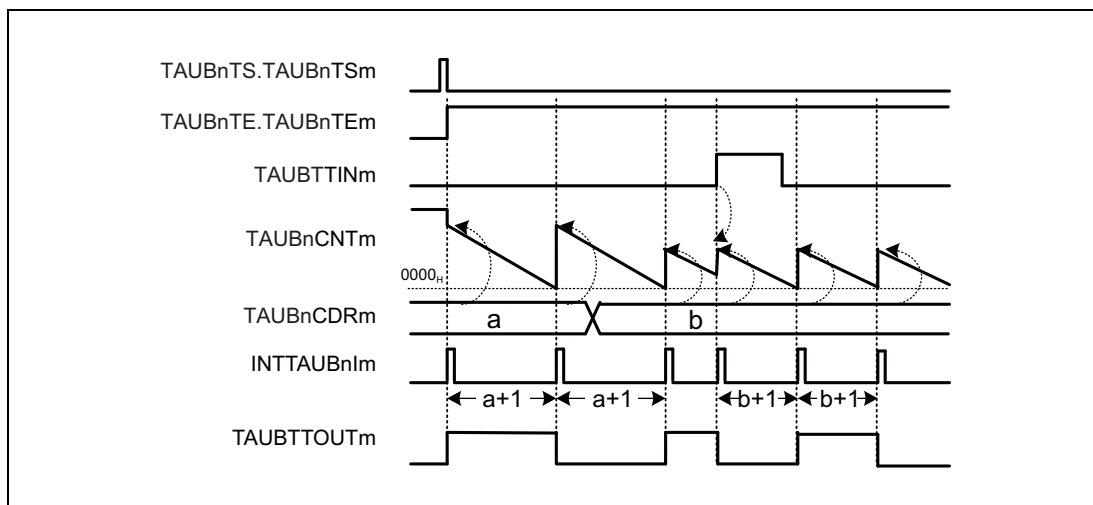 TAUBnTS.TAUBnTSm
TAUBnTE.TAUBnTEm
TAUBTTINm
TAUBnCNTm
0000H
TAUBnCDRm
a
b
INTTAUBnIm
a+1
a+1
b+1
b+1
TAUBTTOUTm